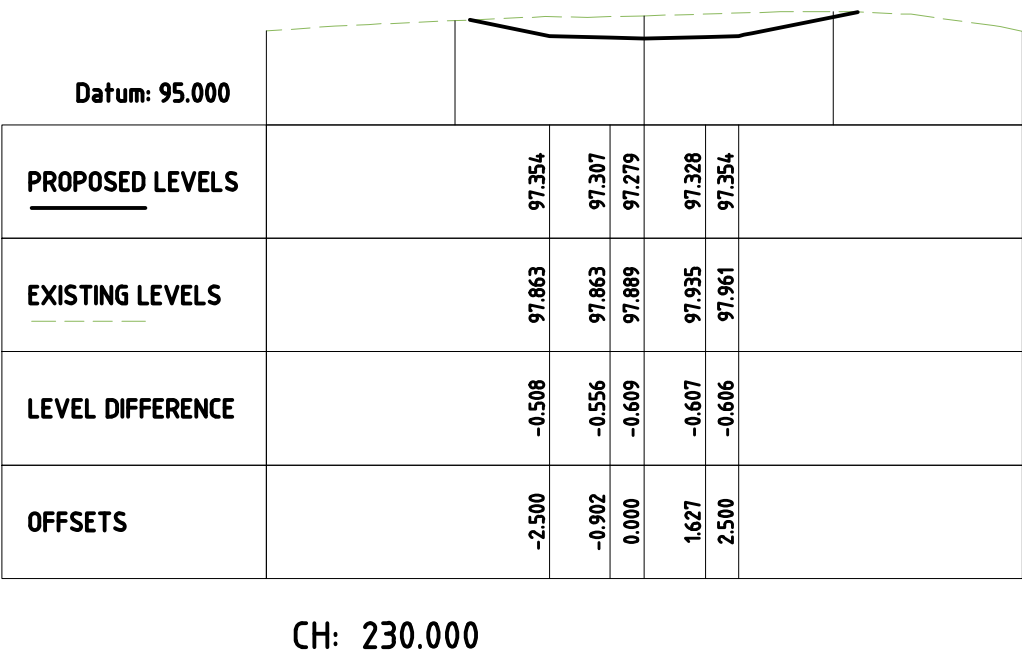 Datum: 95.000
PROPOSED LEVELS 97.354 97.307 97.279 97.328 97.354
EXISTING LEVELS 97.863 97.863 97.889 97.935 97.961
LEVEL DIFFERENCE -0.508 -0.556 -0.609 -0.607 -0.606
OFFSETS -2.500 -0.902 0.000 1.627 2.500
CH: 230.000